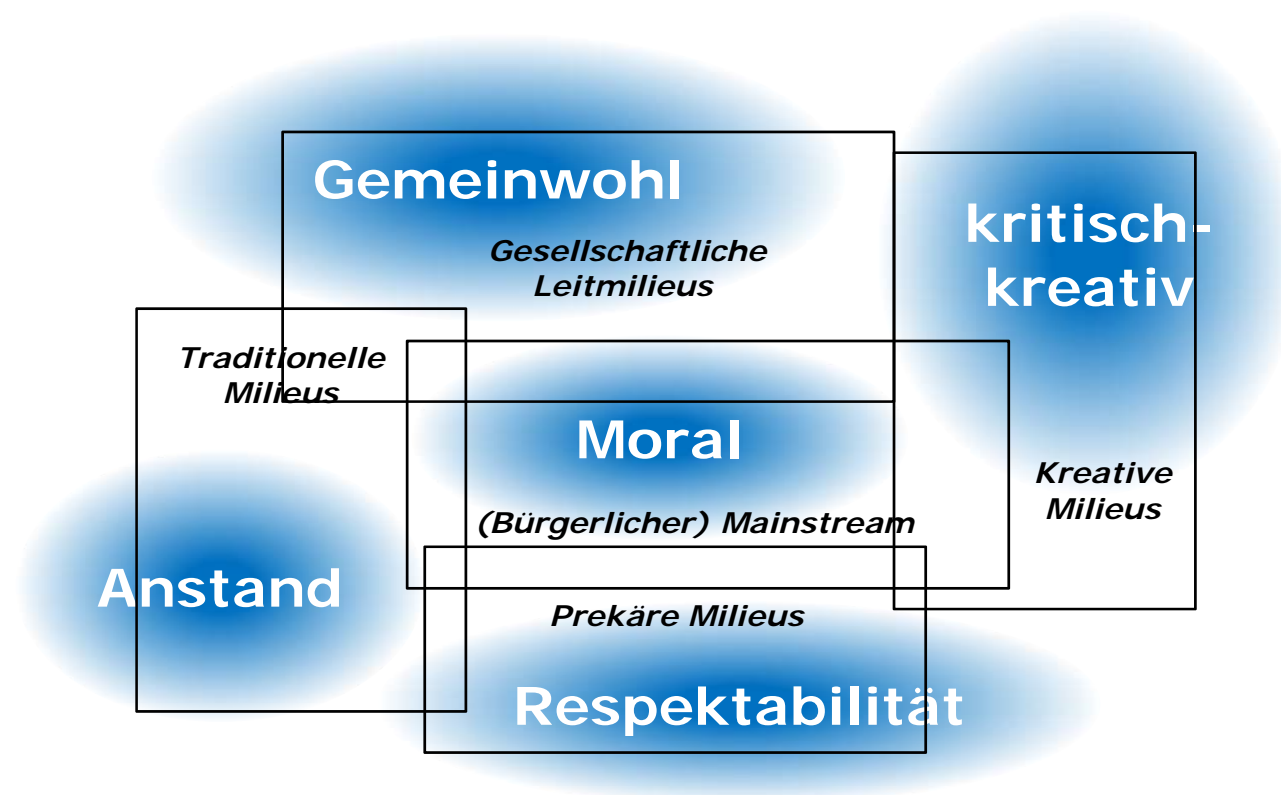 Gemeinwohl
Gesellschaftliche
Leitmilieus
kritisch-
kreativ
Traditionelle
Milieus
Moral
(Bürgerlicher) Mainstream
Kreative
Milieus
Anstand
Prekäre Milieus
Respektabilität